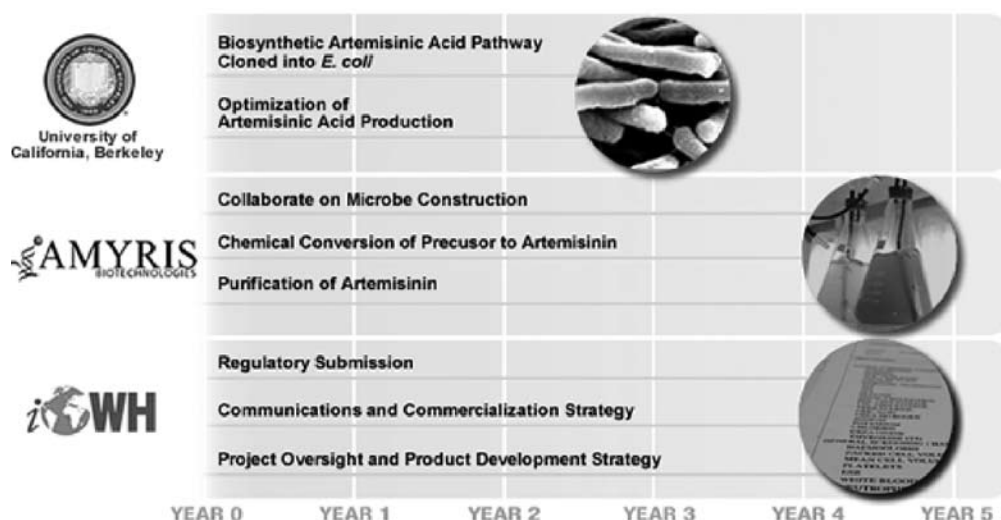 Biosynthetic Artemisinic Acid Pathway
Cloned into E. coli
Optimization of
Artemisinic Acid Production
University of
California, Berkeley
Collaborate on Microbe Construction
AMYRIS
BIOTECHNOLOGIES
Chemical Conversion of Precusor to Artemisinin
Purification of Artemisinin
Regulatory Submission
iOWH
Communications and Commercialization Strategy
Project Oversight and Product Development Strategy
PLATELETS
YEAR 0 YEAR 1 YEAR 2 YEAR 3 YEAR 4 YEAR 5